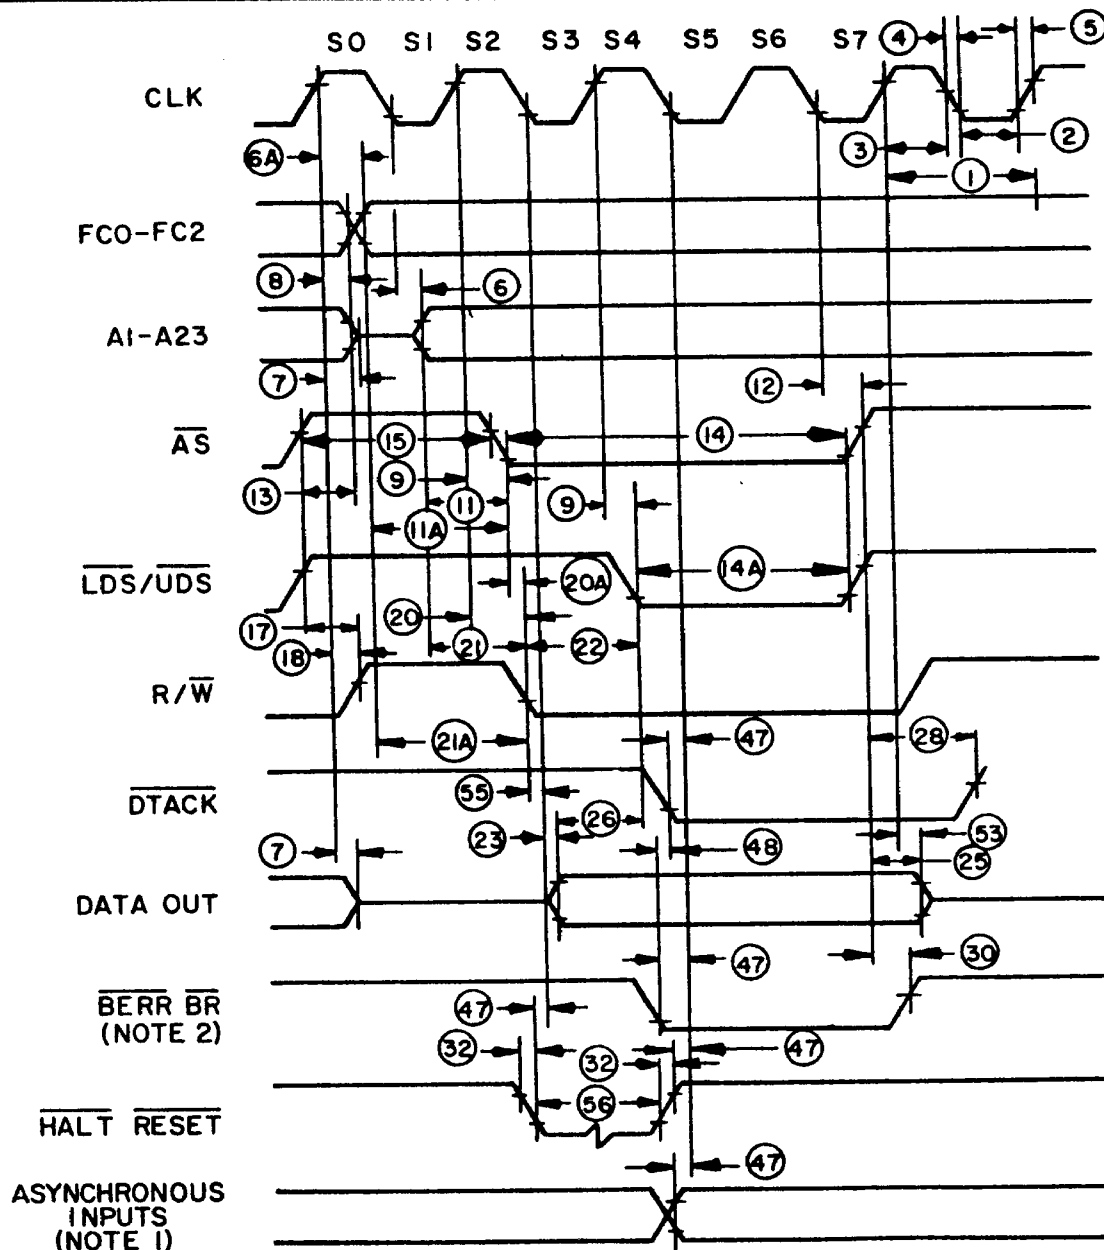 S0 S1 S2 S3 S4 S5 S6 S7 4 5
CLK
3 2
6A 1
FC0-FC2
8 6
A1-A23
7 12
AS
15 14
9
13 11 9
11A
LDS/UDS
20A 14A
17 20
18 21 22
R/W
21A 47 28
DTACK
55
26
23 53
7 48 25
DATA OUT
47 30
BERR BR
(NOTE 2)
47
32 32 47
56
HALT RESET
47
ASYNCHRONOUS
INPUTS
(NOTE 1)